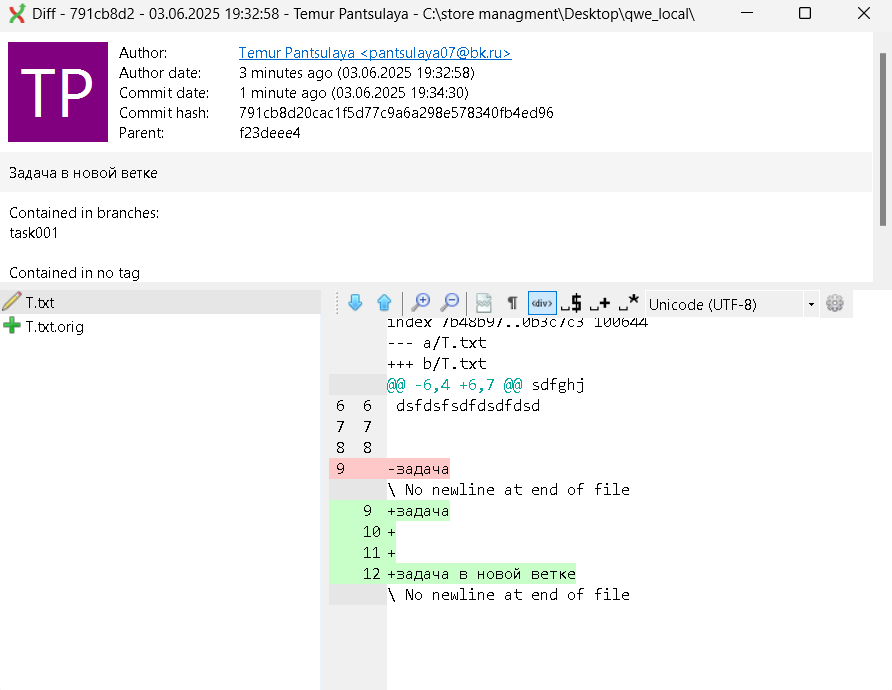 Diff - 791cb8d2 - 03.06.2025 19:32:58 - Temur Pantsulaya - C:\store managment\Desktop\qwe_local\
TP
Author: Temur Pantsulaya <pantsulaya07@bk.ru>
Author date: 3 minutes ago (03.06.2025 19:32:58)
Commit date: 1 minute ago (03.06.2025 19:34:30)
Commit hash: 791cb8d20cac1f5d77c9a6a298e578340fb4ed96
Parent: f23deee4
Задача в новой ветке
Contained in branches:
task001
Contained in no tag
T.txt
T.txt.orig
<div> $ + * Unicode (UTF-8)
index 7b48b97..0b3c7c3 100644
--- a/T.txt
+++ b/T.txt
@@ -6,4 +6,7 @@ sdfghj
6 6 dsfdsfsdfdsdfdsd
7 7
8 8
9 -задача
\ No newline at end of file
9 +задача
10 +
11 +
12 +задача в новой ветке
\ No newline at end of file